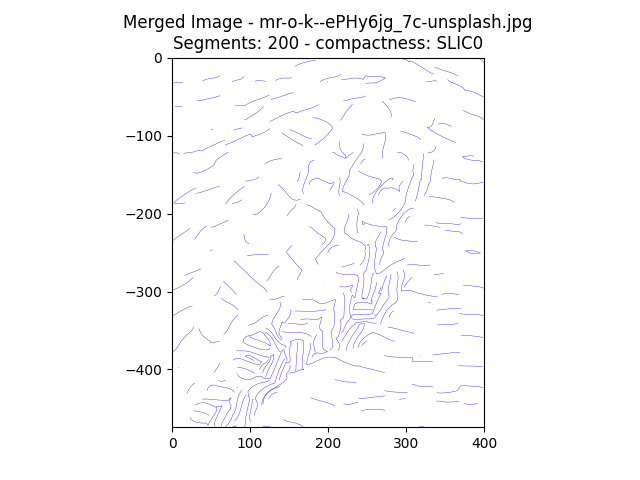 Merged Image - mr-o-k--ePHy6jg_7c-unsplash.jpg
Segments: 200 - compactness: SLIC0
0
−100
−200
−300
−400
0 100 200 300 400